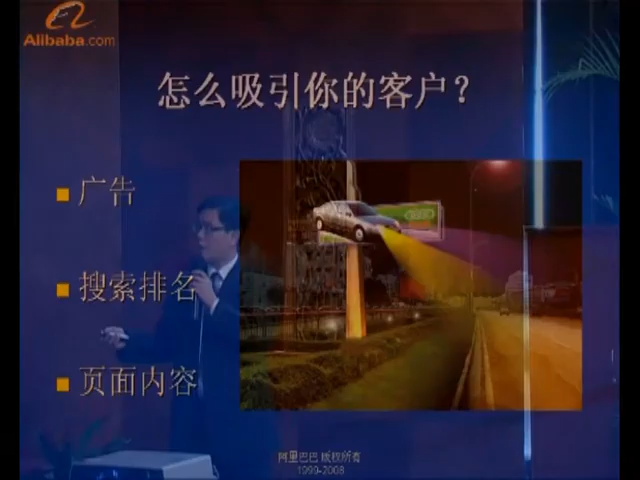 Alibaba.com
怎么吸引你的客户？
广告
搜索排名
页面内容
阿里巴巴 版权所有
1999-2008